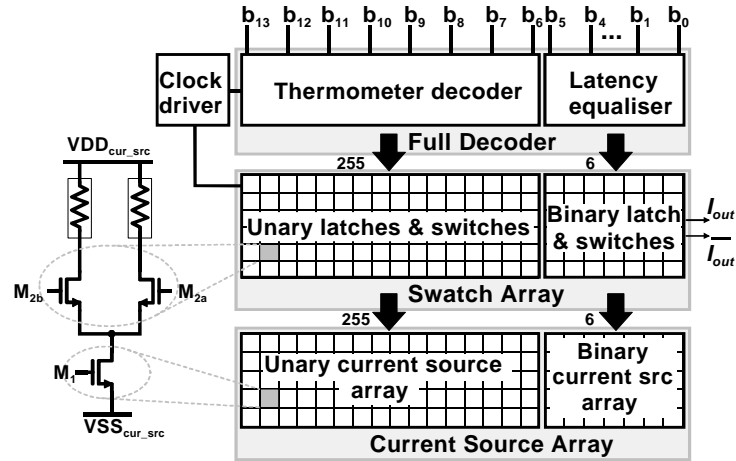 b13 b12 b11 b10 b9 b8 b7 b6 b5 b4 ... b1 b0
Clock driver
Thermometer decoder
Latency equaliser
Full Decoder
VDDcur_src
255
6
Unary latches & switches
Binary latch & switches
Iout
Iout
M2b
M2a
Swatch Array
255
6
M1
Unary current source array
Binary current src array
VSScur_src
Current Source Array